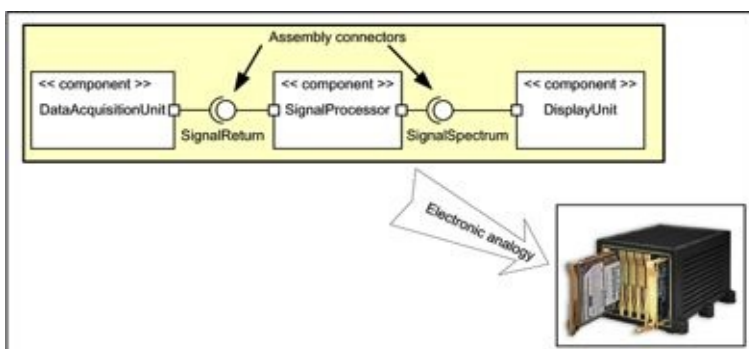 Assembly connectors
<< component >> << component >> << component >>
DataAcquisitionUnit SignalProcessor DisplayUnit
SignalReturn SignalSpectrum
Electronic analogy